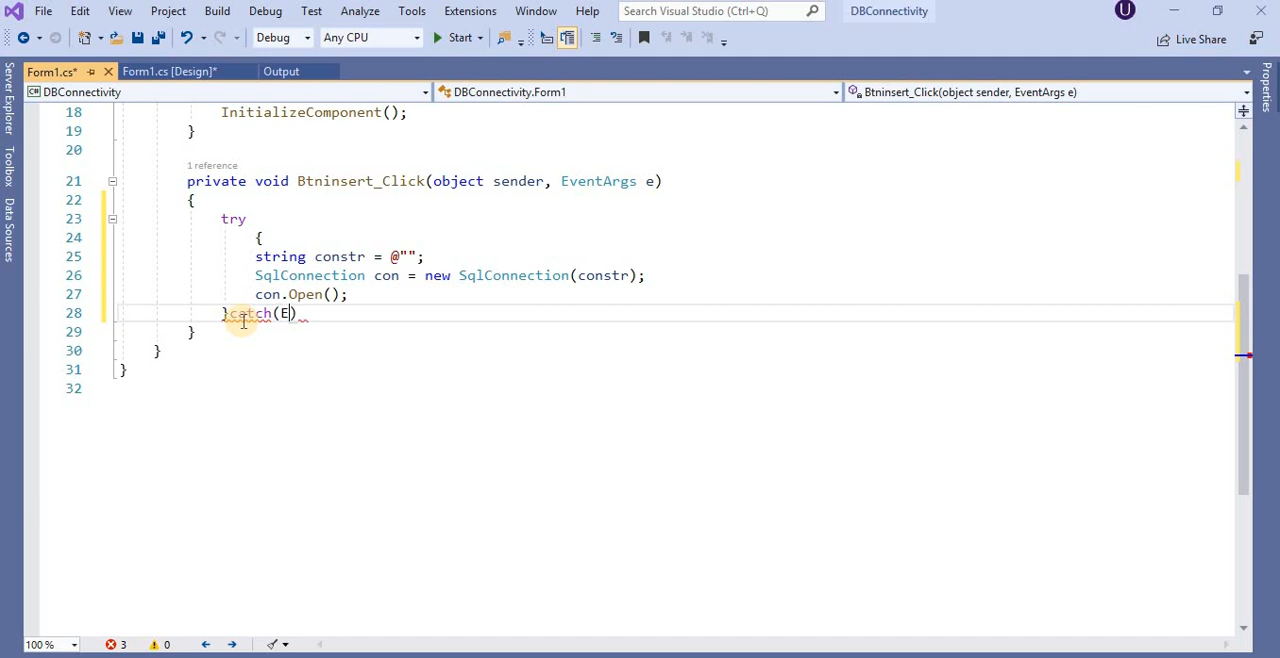 File Edit View Project Build Debug Test Analyze Tools Extensions Window Help Search Visual Studio (Ctrl+Q) DBConnectivity U
Debug Any CPU Start Live Share
Form1.cs* Form1.cs [Design]* Output
C# DBConnectivity DBConnectivity.Form1 Btninsert_Click(object sender, EventArgs e)
Server Explorer
Toolbox
Data Sources
Properties
18 InitializeComponent();
19 }
20
1 reference
21 private void Btninsert_Click(object sender, EventArgs e)
22 {
23 try
24 {
25 string constr = @"";
26 SqlConnection con = new SqlConnection(constr);
27 con.Open();
28 }catch(E)
29 }
30 }
31 }
32
100 % 3 0